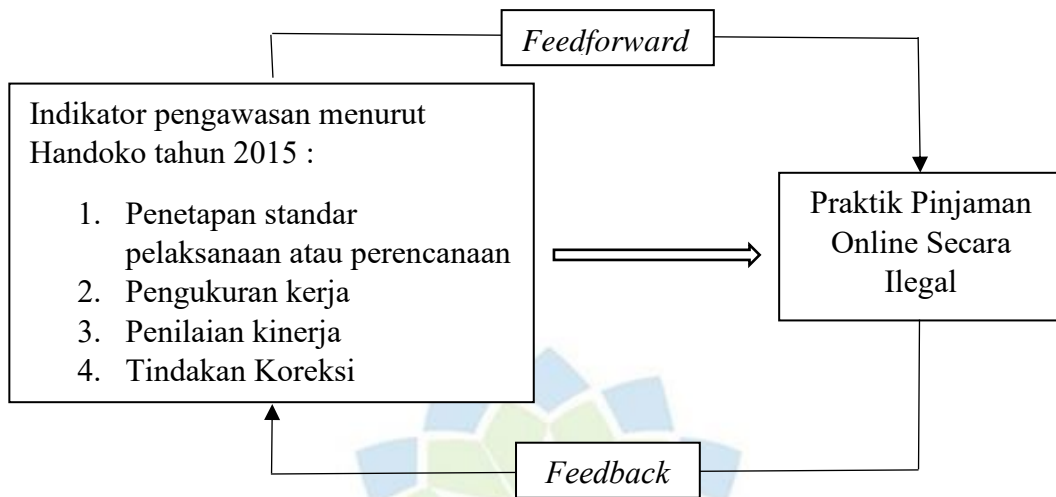 Feedforward
Indikator pengawasan menurut
Handoko tahun 2015 :
1. Penetapan standar
pelaksanaan atau perencanaan
2. Pengukuran kerja
3. Penilaian kinerja
4. Tindakan Koreksi
Praktik Pinjaman
Online Secara
Ilegal
Feedback